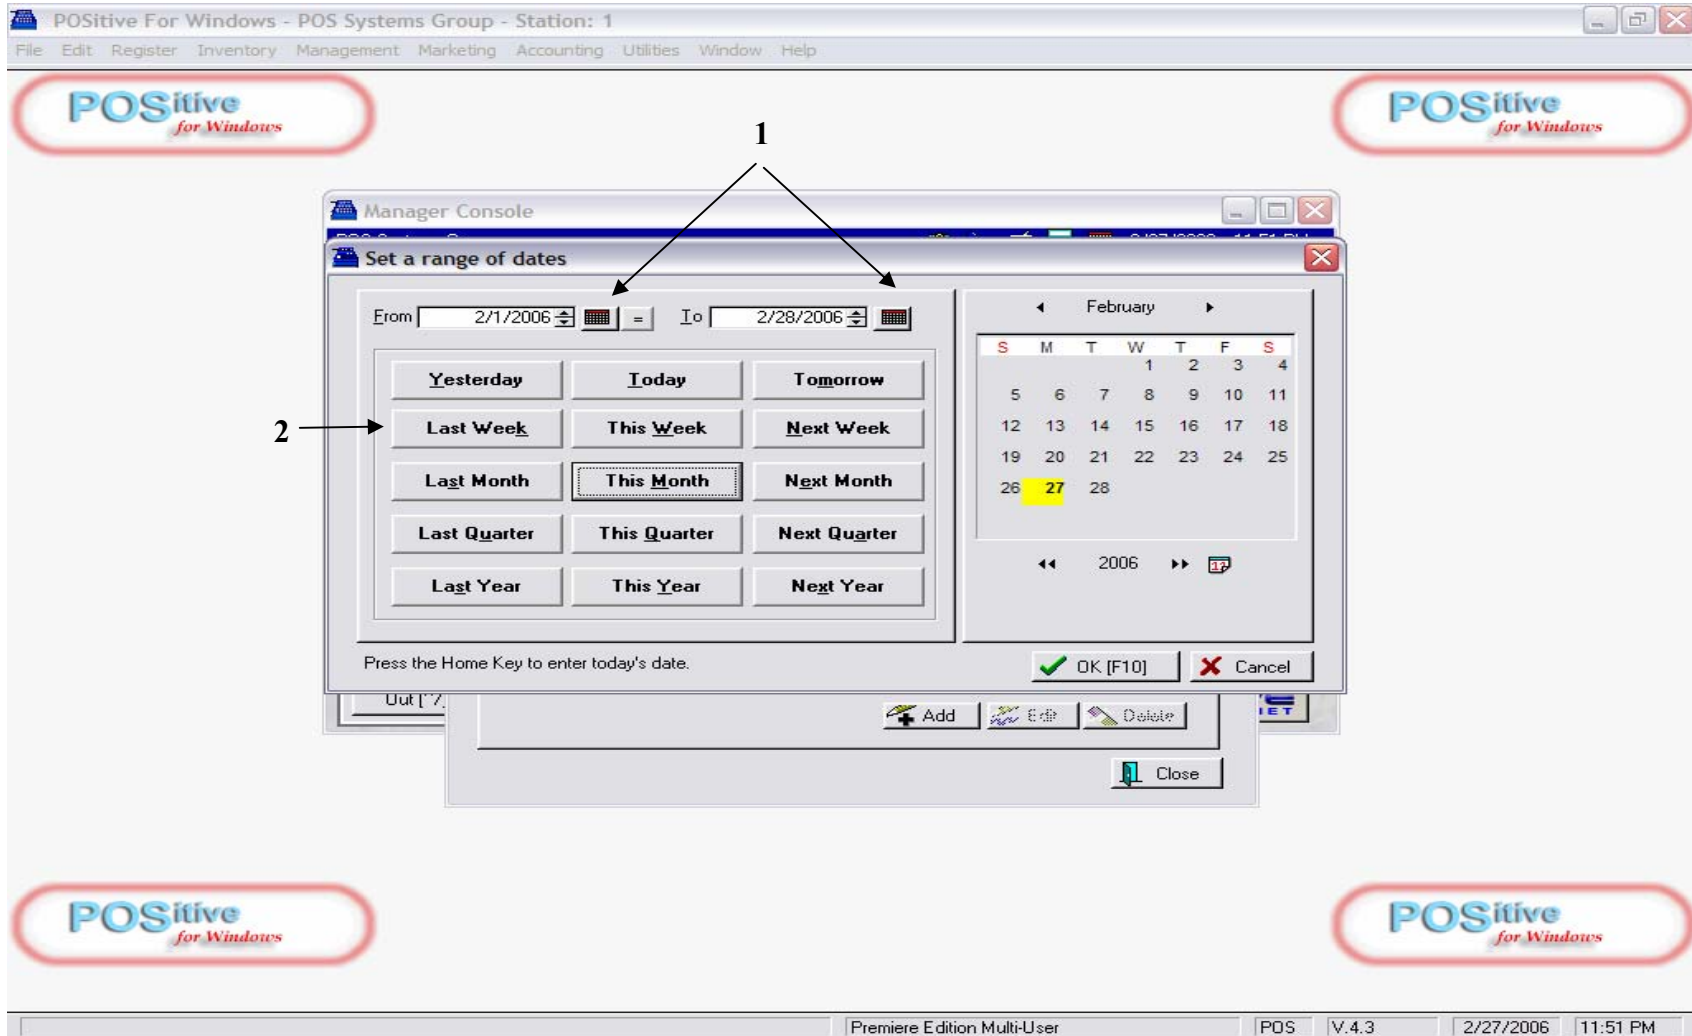 POSitive For Windows - POS Systems Group - Station: 1
File Edit Register Inventory Management Marketing Accounting Utilities Window Help
POSitive
for Windows
POSitive
for Windows
1
Manager Console
Set a range of dates
From 2/1/2006 = To 2/28/2006
Yesterday Today Tomorrow
2
Last Week This Week Next Week
Last Month This Month Next Month
Last Quarter This Quarter Next Quarter
Last Year This Year Next Year
February
S M T W T F S
1 2 3 4
5 6 7 8 9 10 11
12 13 14 15 16 17 18
19 20 21 22 23 24 25
26 27 28
2006
Press the Home Key to enter today's date.
OK [F10] Cancel
Add Edit Delete
Close
POSitive
for Windows
POSitive
for Windows
Premiere Edition Multi-User POS V.4.3 2/27/2006 11:51 PM